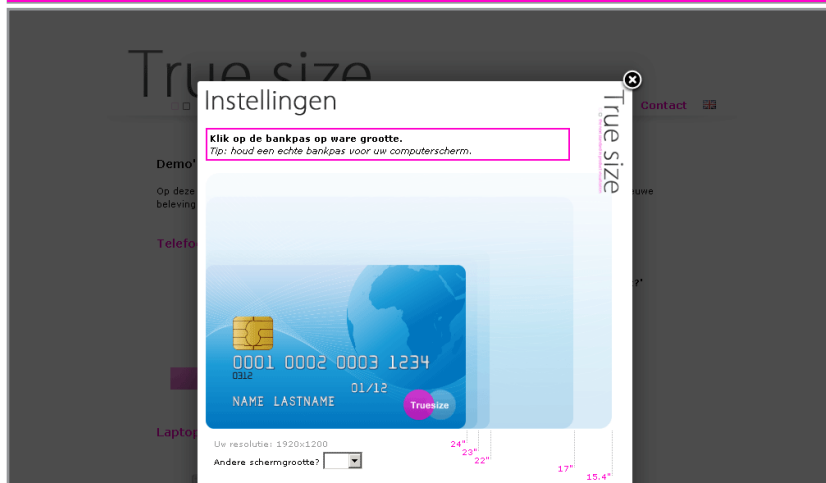 True size
Contact
Instellingen
True size
Klik op de bankpas op ware grootte.
Tip: houd een echte bankpas voor uw computerscherm.
Demo'
Op deze
euwe
beleving
Telefo
?"
0001 0002 0003 1234
0312
01/12
NAME LASTNAME
Truesize
Laptop
Uw resolutie: 1920x1200
Andere schermgrootte?
24"
23"
22"
17"
15.4"